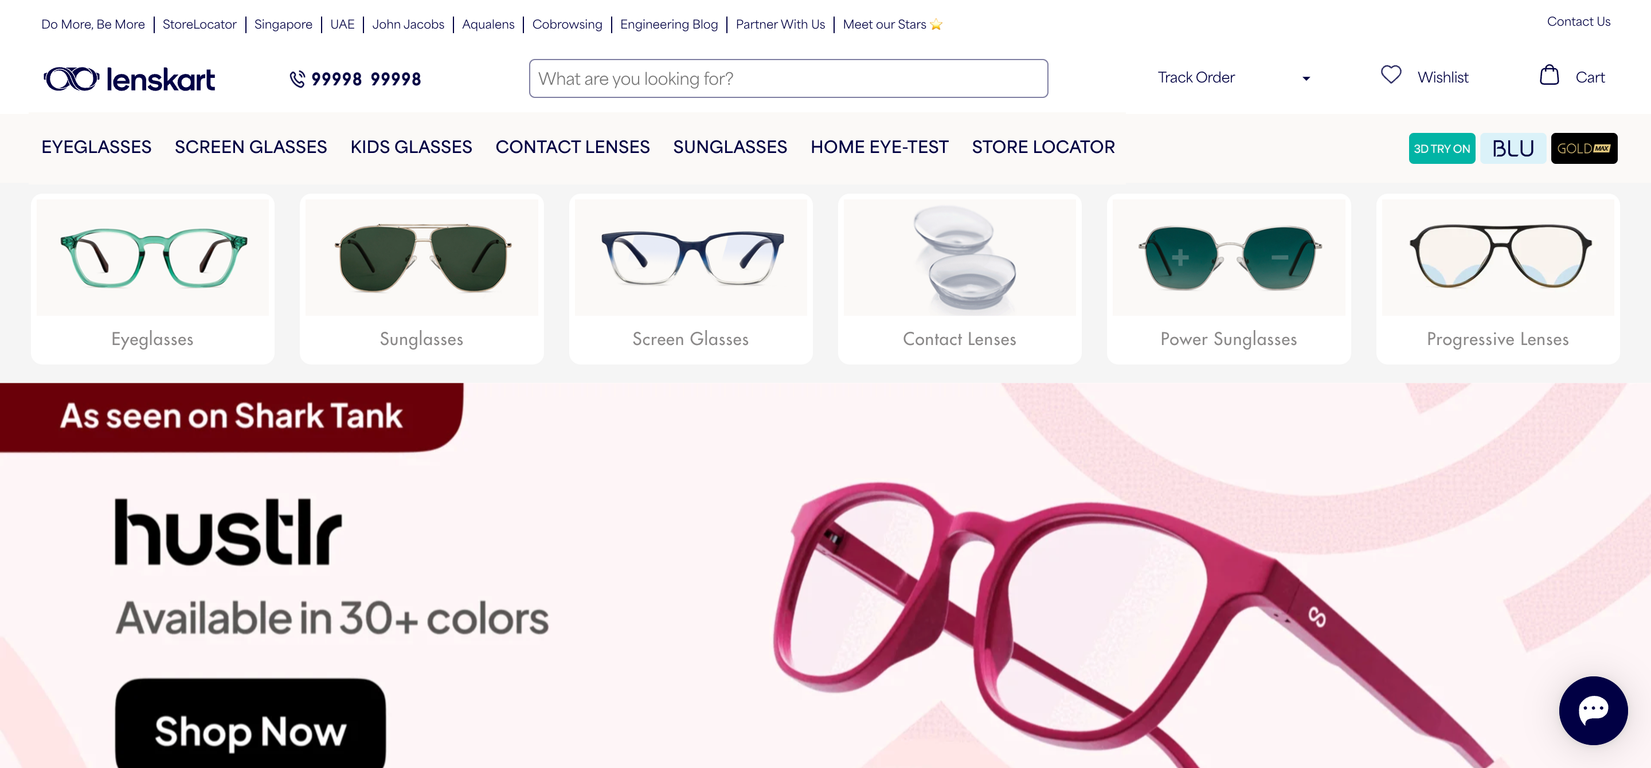 Do More, Be More | StoreLocator | Singapore | UAE | John Jacobs | Aqualens | Cobrowsing | Engineering Blog | Partner With Us | Meet our Stars ⭐ Contact Us
lenskart 99998 99998 What are you looking for? Track Order Wishlist Cart
EYEGLASSES SCREEN GLASSES KIDS GLASSES CONTACT LENSES SUNGLASSES HOME EYE-TEST STORE LOCATOR 3D TRY ON BLU GOLD MAX
Eyeglasses Sunglasses Screen Glasses Contact Lenses Power Sunglasses Progressive Lenses
As seen on Shark Tank
hustlr
Available in 30+ colors
Shop Now